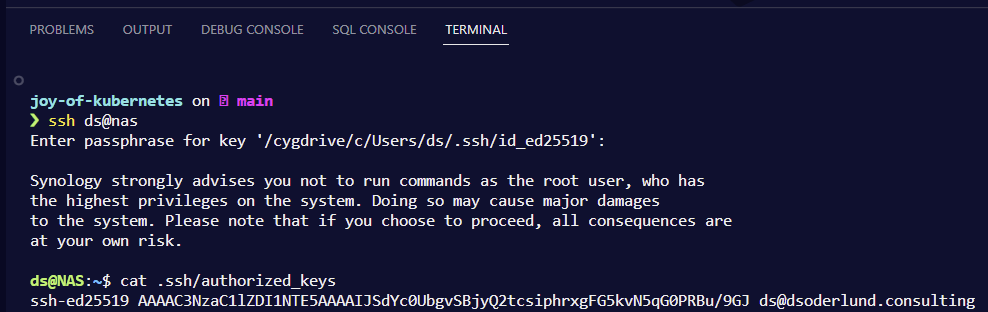 PROBLEMS OUTPUT DEBUG CONSOLE SQL CONSOLE TERMINAL
joy-of-kubernetes on main
❯ ssh ds@nas
Enter passphrase for key '/cygdrive/c/Users/ds/.ssh/id_ed25519':
Synology strongly advises you not to run commands as the root user, who has
the highest privileges on the system. Doing so may cause major damages
to the system. Please note that if you choose to proceed, all consequences are
at your own risk.
ds@NAS:~$ cat .ssh/authorized_keys
ssh-ed25519 AAAAC3NzaC1lZDI1NTE5AAAAIJSdYc0UbgvSBjyQ2tcsiphrxgFG5kvN5qG0PRBu/9GJ ds@dsoderlund.consulting